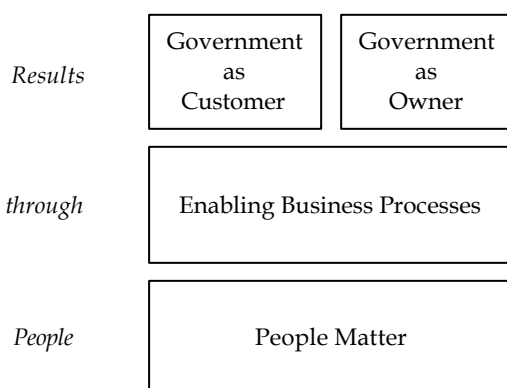 Results
Government
as
Customer
Government
as
Owner
through
Enabling Business Processes
People
People Matter